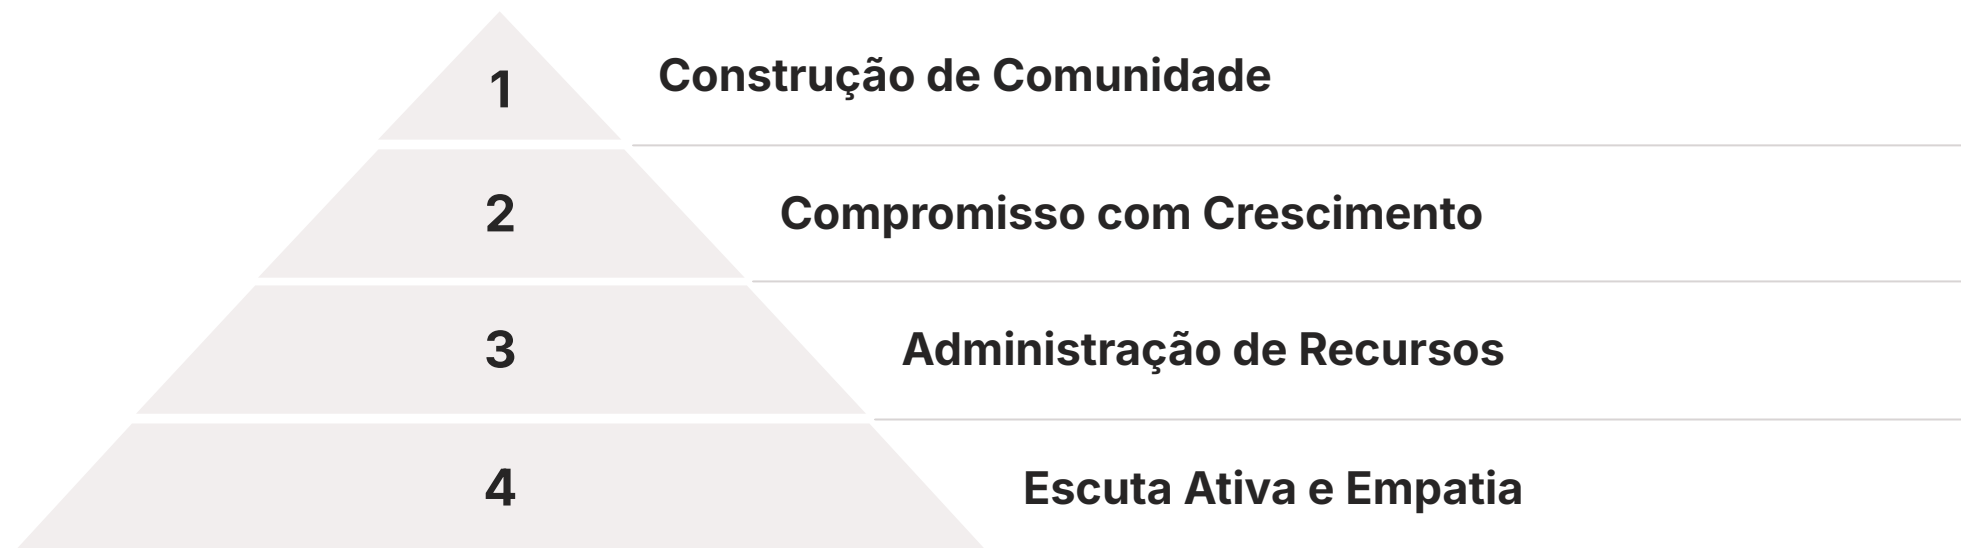 1
Construção de Comunidade
2
Compromisso com Crescimento
3
Administração de Recursos
4
Escuta Ativa e Empatia